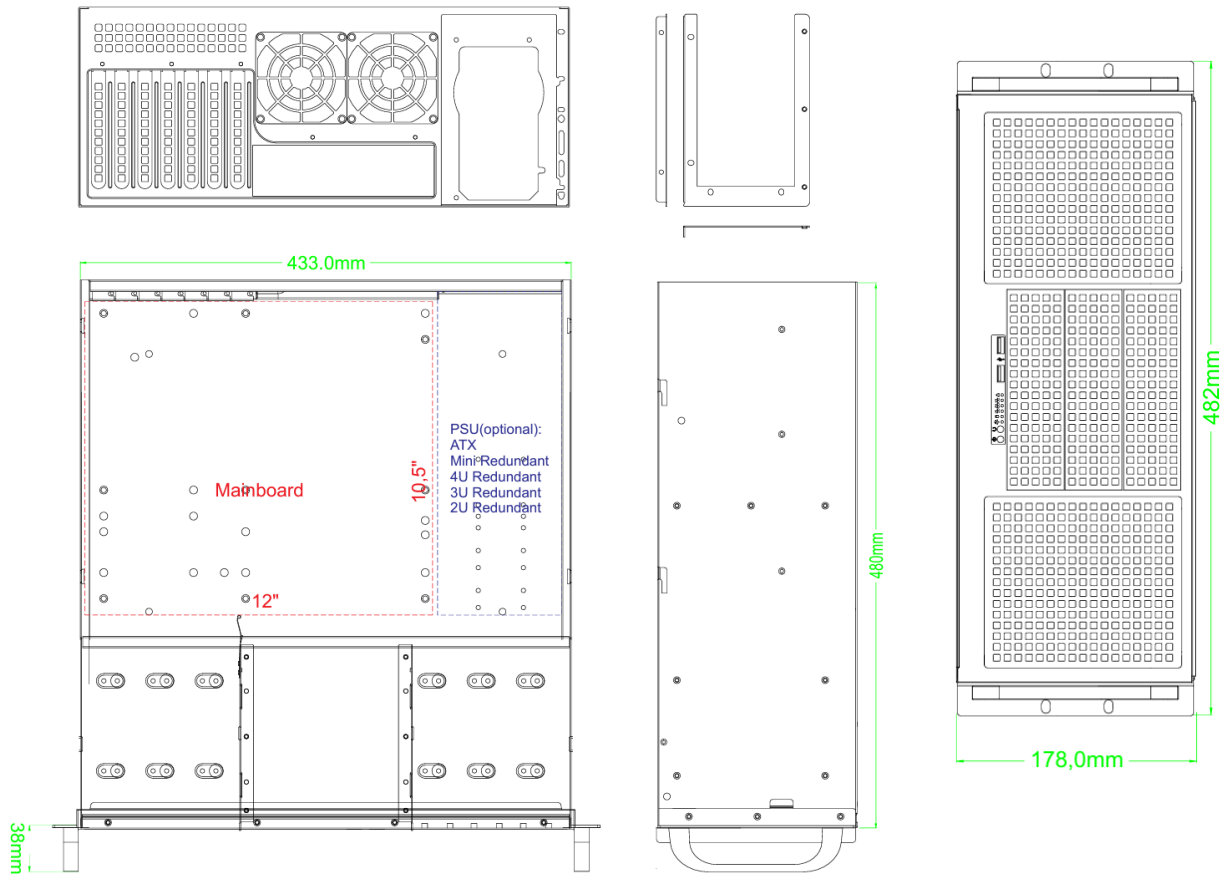 433.0mm
PSU(optional):
ATX
Mini Redundant
4U Redundant
3U Redundant
2U Redundant
Mainboard
10,5"
12"
38mm
480mm
482mm
178,0mm